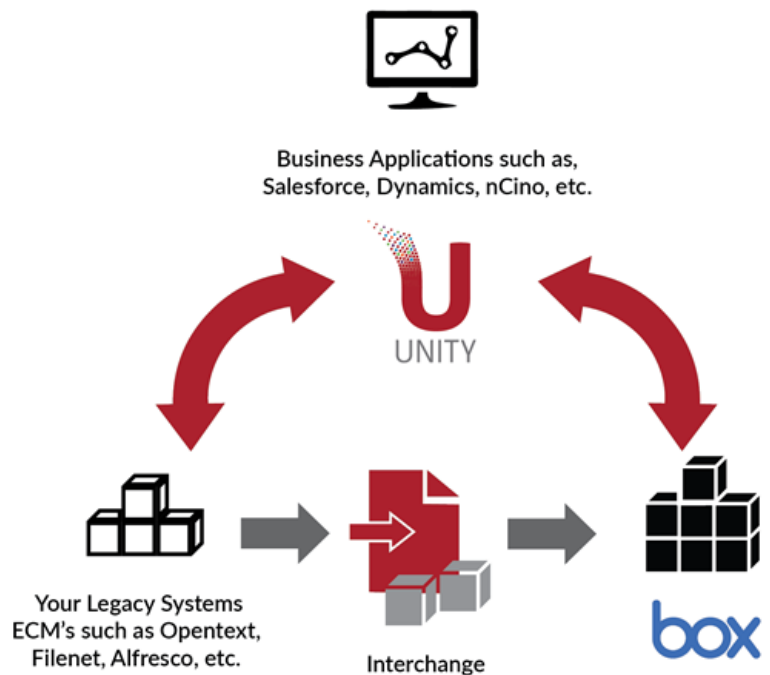 Business Applications such as,
Salesforce, Dynamics, nCino, etc.
U
UNITY
Your Legacy Systems
ECM's such as Opentext,
Filenet, Alfresco, etc.
Interchange
box